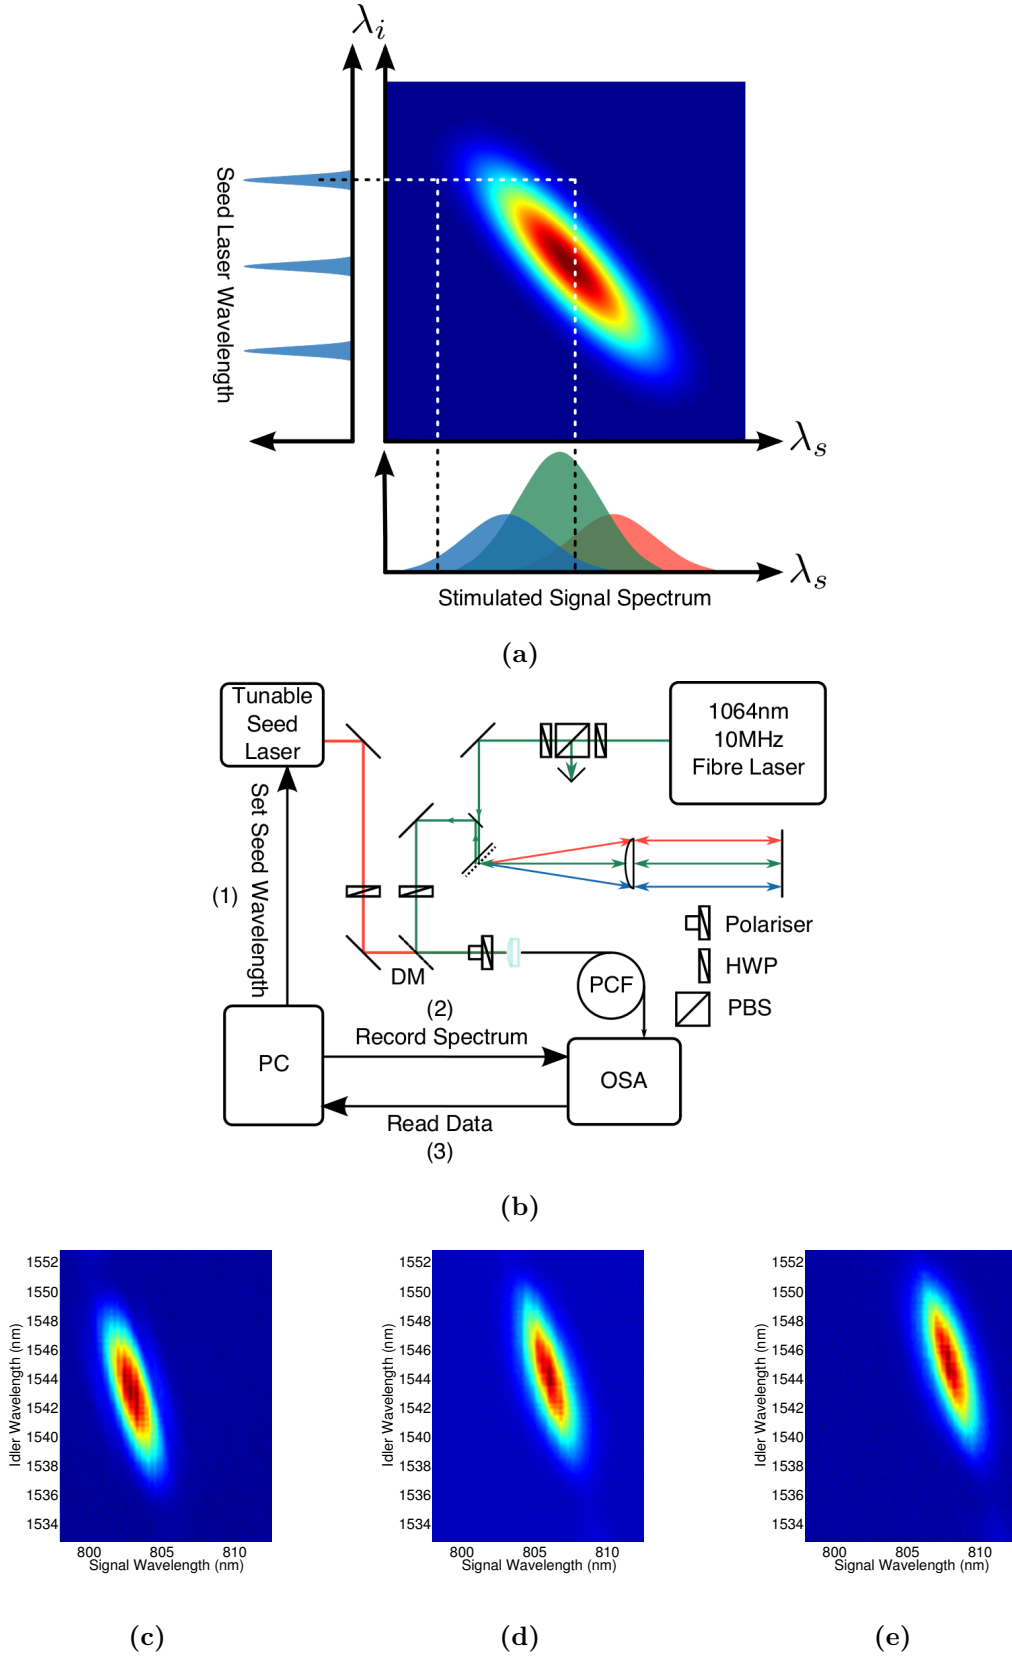 λi
Seed Laser Wavelength
λs
λs
Stimulated Signal Spectrum
(a)
Tunable
Seed
Laser
1064nm
10MHz
Fibre Laser
Set Seed Wavelength
(1)
Polariser
DM
HWP
PCF
(2)
PBS
Record Spectrum
PC
OSA
Read Data
(3)
(b)
1552
1550
1548
1546
1544
1542
1540
1538
1536
1534
Idler Wavelength (nm)
800 805 810
Signal Wavelength (nm)
(c)
1552
1550
1548
1546
1544
1542
1540
1538
1536
1534
Idler Wavelength (nm)
800 805 810
Signal Wavelength (nm)
(d)
1552
1550
1548
1546
1544
1542
1540
1538
1536
1534
Idler Wavelength (nm)
800 805 810
Signal Wavelength (nm)
(e)